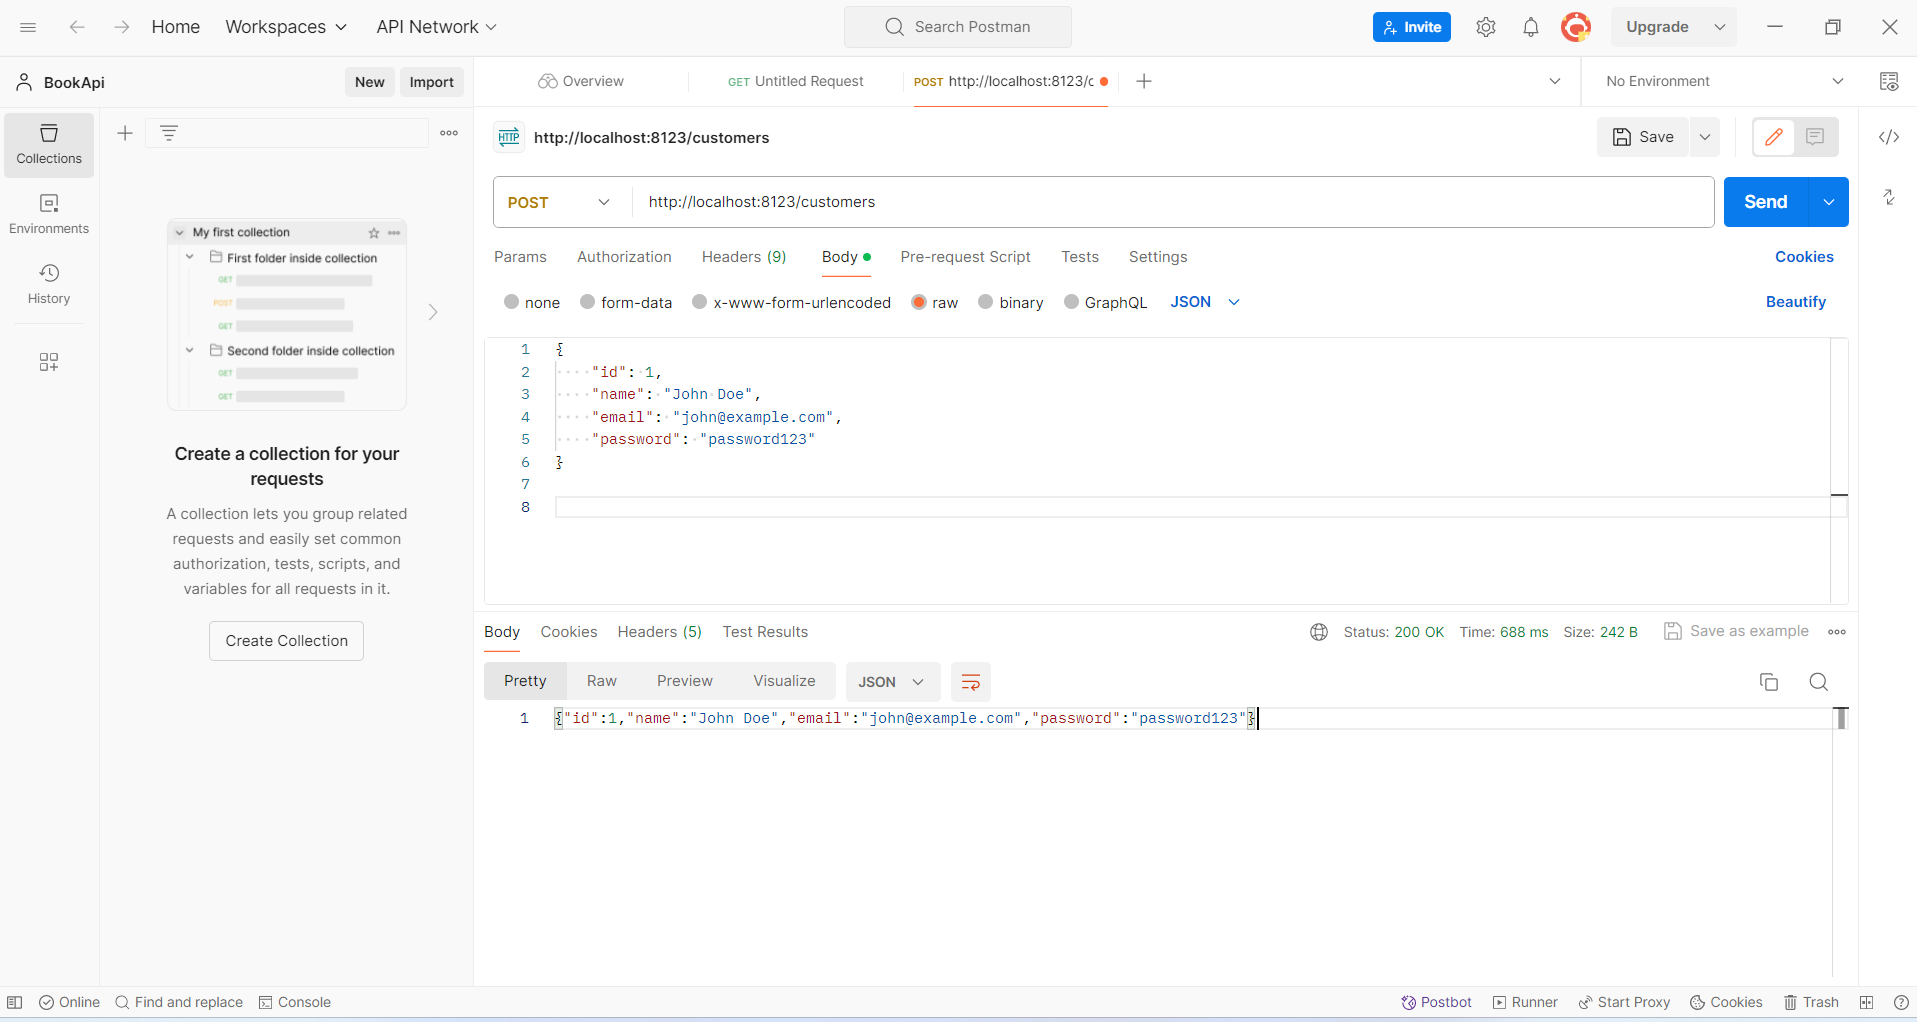 Home Workspaces API Network Search Postman Invite Upgrade
BookApi New Import
Overview GET Untitled Request POST http://localhost:8123/c No Environment
Collections
Environments
History
My first collection
First folder inside collection
GET
POST
GET
Second folder inside collection
GET
GET
Create a collection for your
requests
A collection lets you group related
requests and easily set common
authorization, tests, scripts, and
variables for all requests in it.
Create Collection
HTTP http://localhost:8123/customers Save
POST http://localhost:8123/customers Send
Params Authorization Headers (9) Body Pre-request Script Tests Settings Cookies
none form-data x-www-form-urlencoded raw binary GraphQL JSON Beautify
1 {
2 "id": 1,
3 "name": "John Doe",
4 "email": "john@example.com",
5 "password": "password123"
6 }
7
8
Body Cookies Headers (5) Test Results Status: 200 OK Time: 688 ms Size: 242 B Save as example
Pretty Raw Preview Visualize JSON
1 {"id":1,"name":"John Doe","email":"john@example.com","password":"password123"}
Online Find and replace Console Postbot Runner Start Proxy Cookies Trash